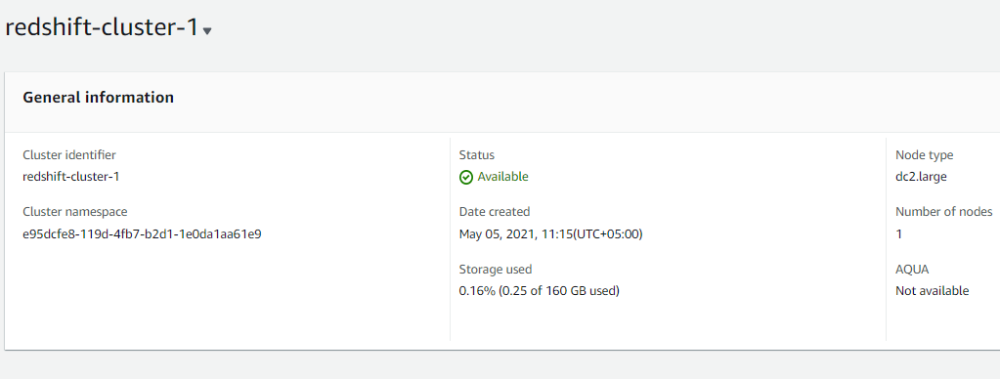 redshift-cluster-1
General information
Cluster identifier
redshift-cluster-1
Cluster namespace
e95dcfe8-119d-4fb7-b2d1-1e0da1aa61e9
Status
Available
Date created
May 05, 2021, 11:15(UTC+05:00)
Storage used
0.16% (0.25 of 160 GB used)
Node type
dc2.large
Number of nodes
1
AQUA
Not available